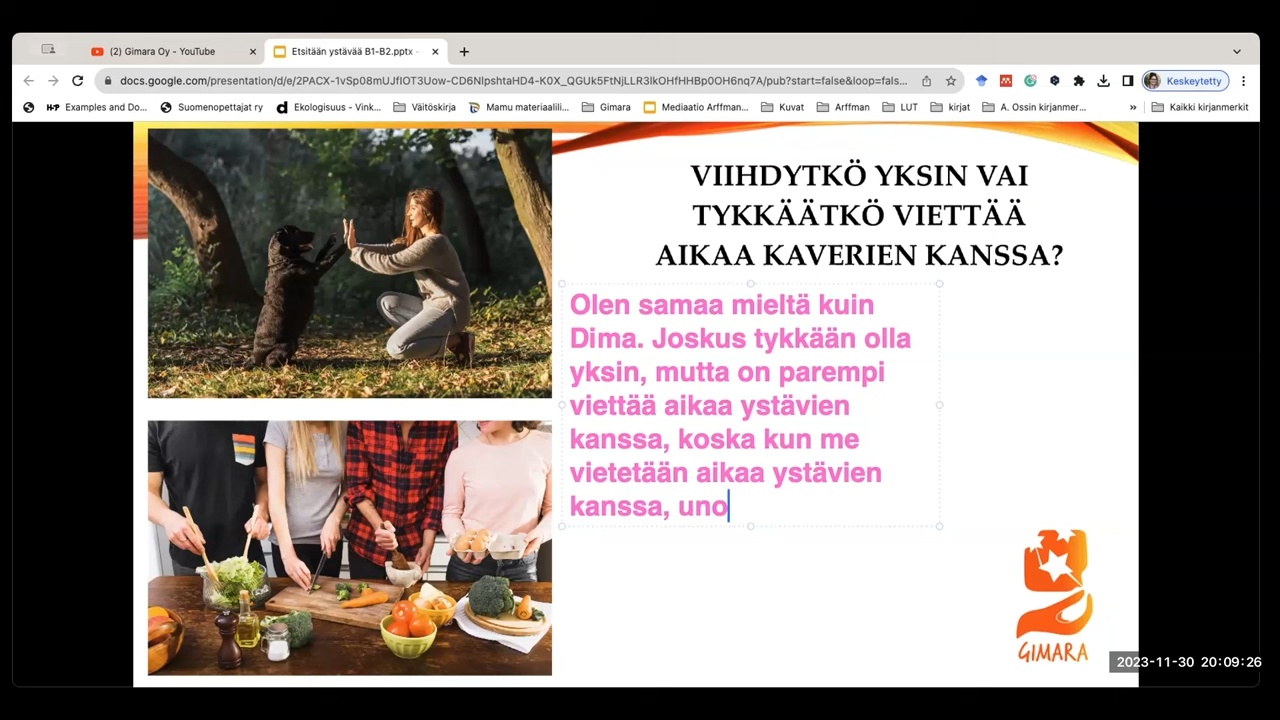 (2) Gimara Oy - YouTube
Etsitään ystävää B1-B2.pptx -
docs.google.com/presentation/d/e/2PACX-1vSp08mUJfIOT3Uow-CD6NlpshtaHD4-K0X_QGUk5FtNjLLR3lkOHfHHBp0OH6nq7A/pub?start=false&loop=fals...
Keskeytetty
Examples and Do...
Suomenopettajat ry
Ekologisuus - Vink...
Väitöskirja
Mamu materiaalil...
Gimara
Mediaatio Arffman...
Kuvat
Arffman
LUT
kirjat
A. Ossin kirjanmer...
»
Kaikki kirjanmerkit
VIIHDYTKÖ YKSIN VAI
TYKKÄÄTKÖ VIETTÄÄ
AIKAA KAVERIEN KANSSA?
Olen samaa mieltä kuin
Dima. Joskus tykkään olla
yksin, mutta on parempi
viettää aikaa ystävien
kanssa, koska kun me
vietetään aikaa ystävien
kanssa, uno
GIMARA
2023-11-30 20:09:26